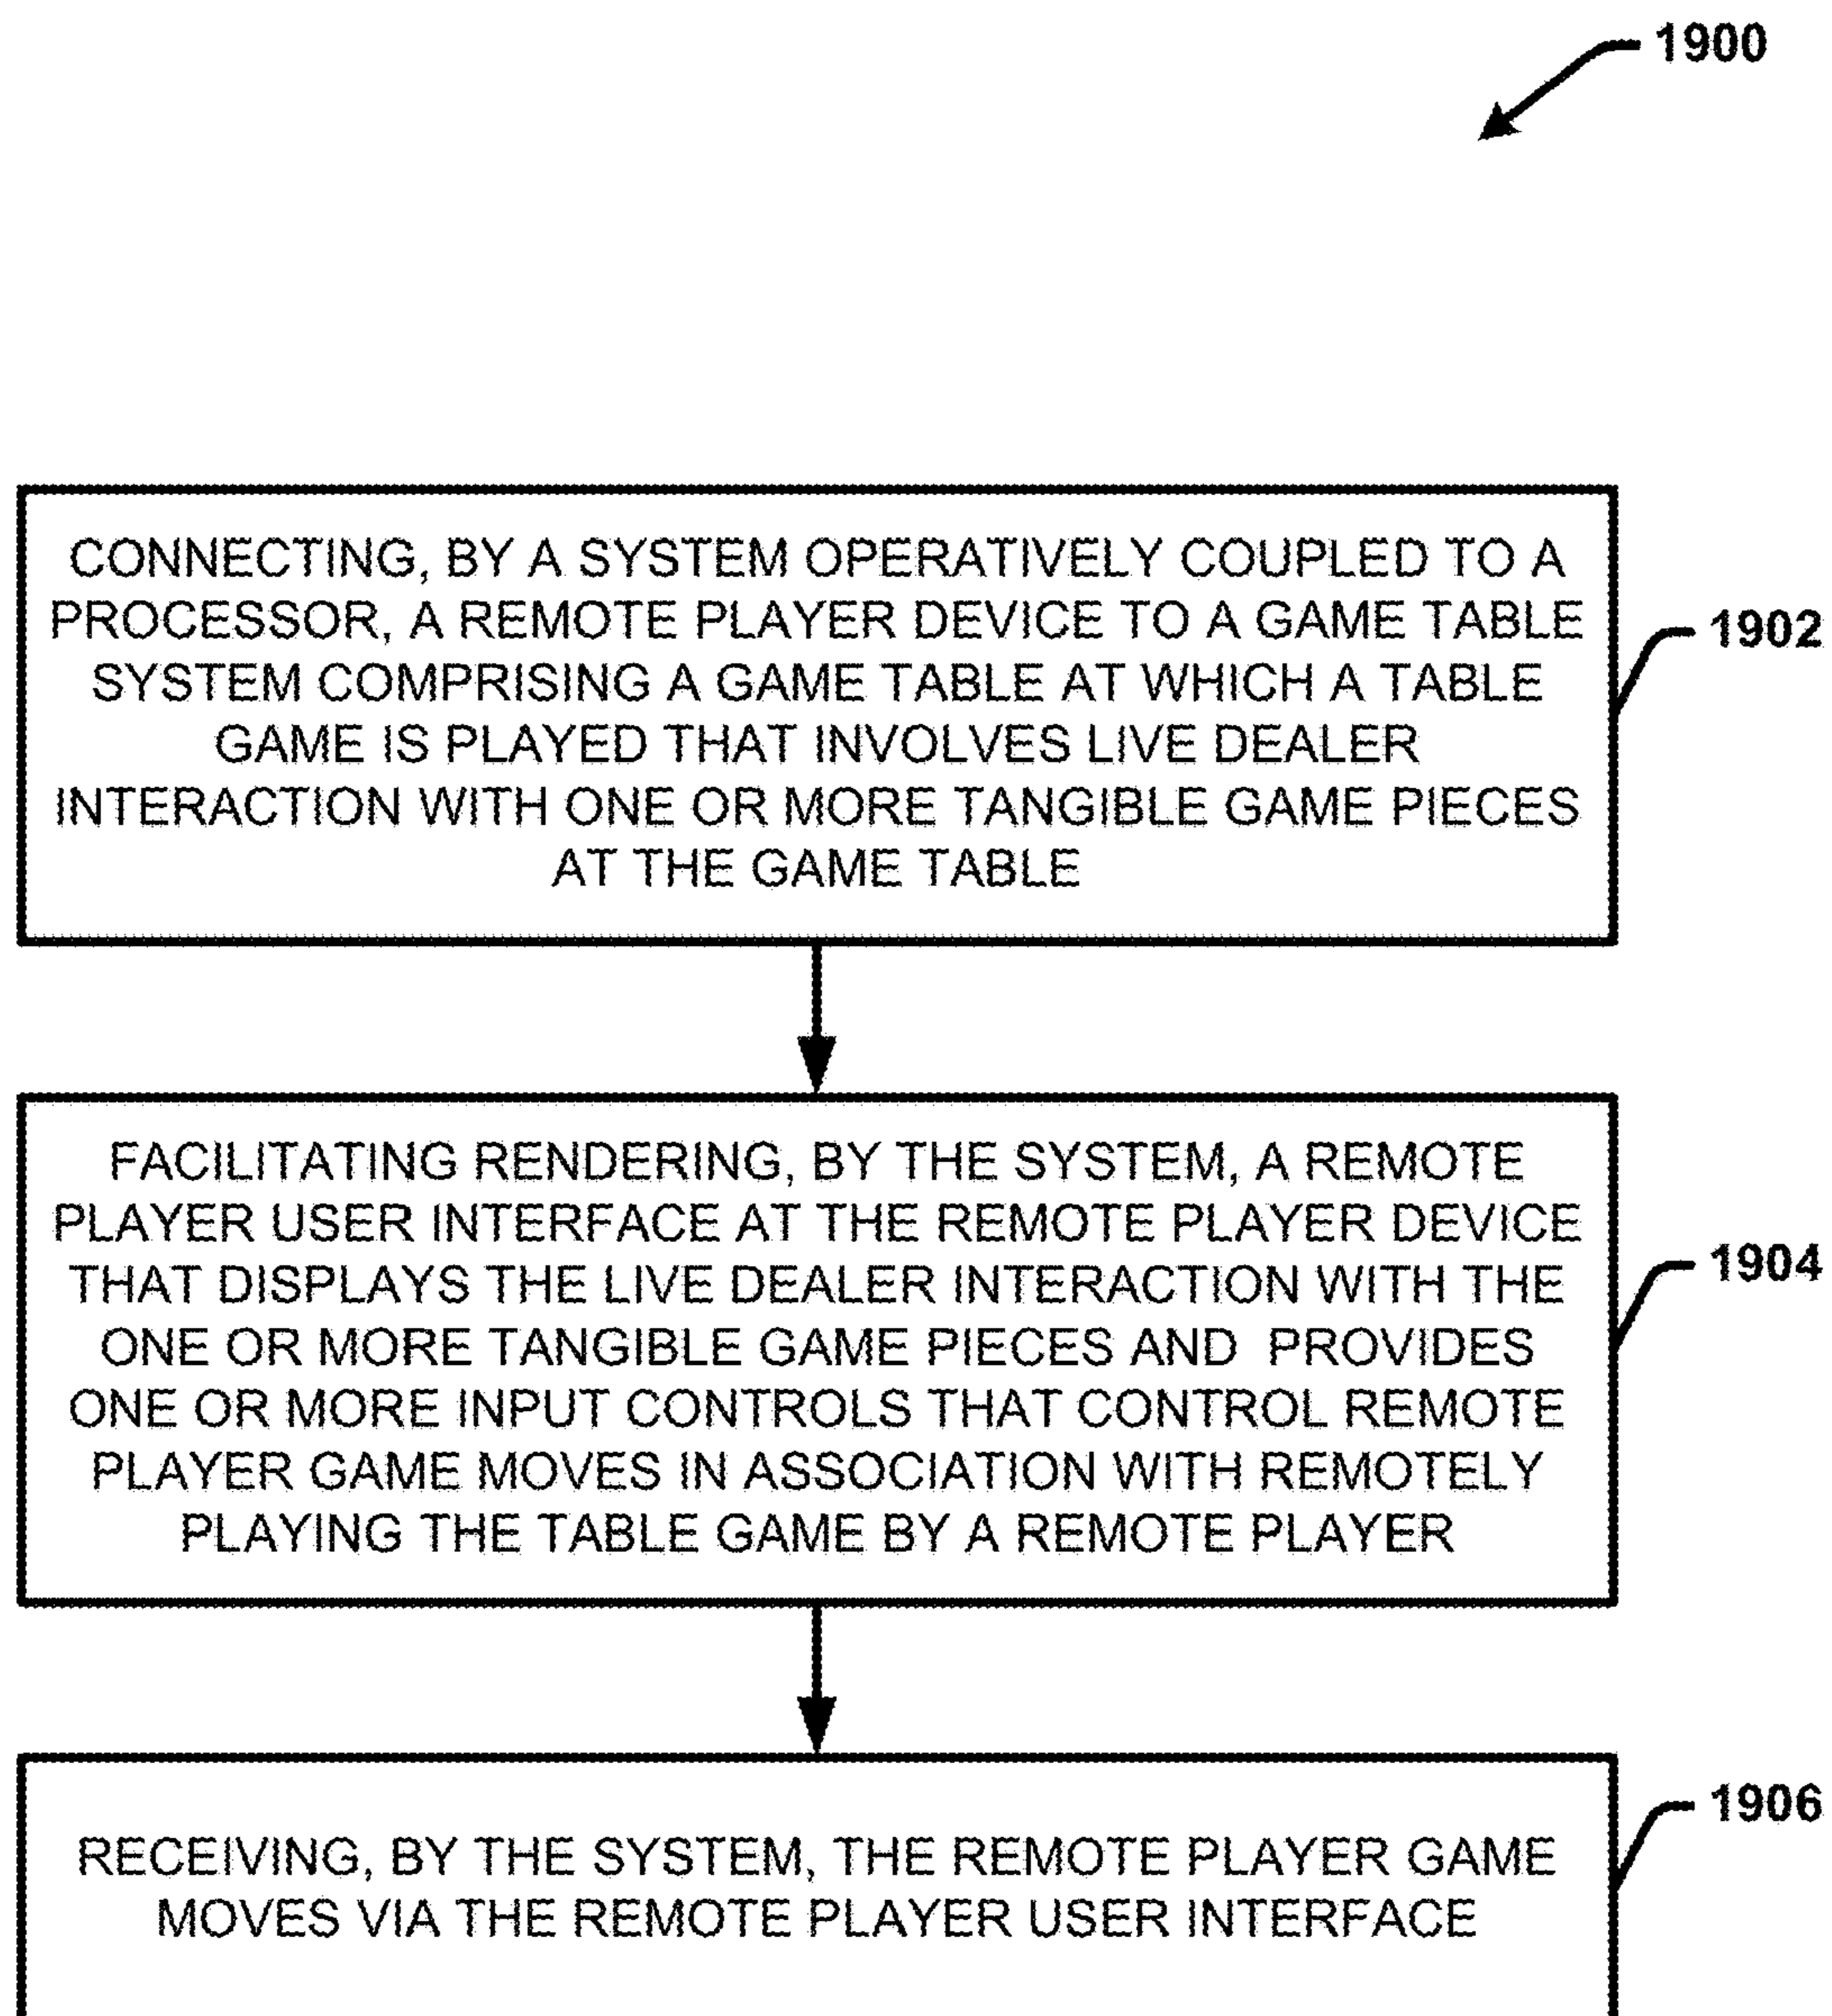 1900
CONNECTING, BY A SYSTEM OPERATIVELY COUPLED TO A
PROCESSOR, A REMOTE PLAYER DEVICE TO A GAME TABLE
SYSTEM COMPRISING A GAME TABLE AT WHICH A TABLE
GAME IS PLAYED THAT INVOLVES LIVE DEALER
INTERACTION WITH ONE OR MORE TANGIBLE GAME PIECES
AT THE GAME TABLE
1902
FACILITATING RENDERING, BY THE SYSTEM, A REMOTE
PLAYER USER INTERFACE AT THE REMOTE PLAYER DEVICE
THAT DISPLAYS THE LIVE DEALER INTERACTION WITH THE
ONE OR MORE TANGIBLE GAME PIECES AND PROVIDES
ONE OR MORE INPUT CONTROLS THAT CONTROL REMOTE
PLAYER GAME MOVES IN ASSOCIATION WITH REMOTELY
PLAYING THE TABLE GAME BY A REMOTE PLAYER
1904
RECEIVING, BY THE SYSTEM, THE REMOTE PLAYER GAME
MOVES VIA THE REMOTE PLAYER USER INTERFACE
1906